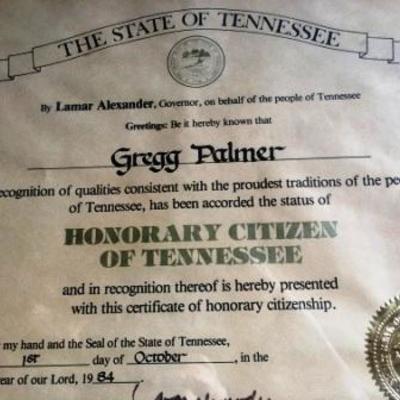 THE STATE OF TENNESSEE
By Lamar Alexander, Governor, on behalf of the people of Tennessee
Greetings: Be it hereby known that
Gregg Palmer
recognition of qualities consistent with the proudest traditions of the peo
of Tennessee, has been accorded the status of
HONORARY CITIZEN
OF TENNESSEE
and in recognition thereof is hereby presented
with this certificate of honorary citizenship.
my hand and the Seal of the State of Tennessee,
1st day of October, in the
ear of our Lord, 1984